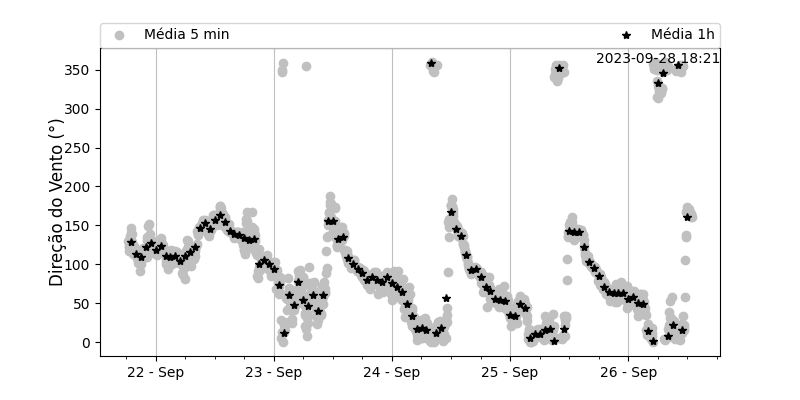 Média 5 min
Média 1h
2023-09-28 18:21
Direção do Vento (°)
350
300
250
200
150
100
50
0
22 - Sep
23 - Sep
24 - Sep
25 - Sep
26 - Sep